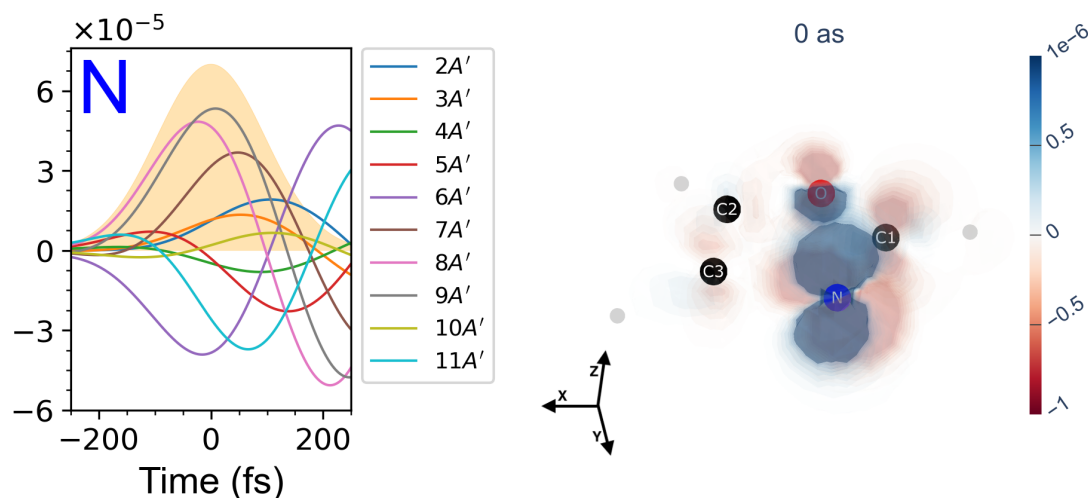 ×10⁻⁵
N
6
3
0
−3
−6
−200
0
200
Time (fs)
2A′
3A′
4A′
5A′
6A′
7A′
8A′
9A′
10A′
11A′
0 as
O
C2
C1
C3
N
Z
X
Y
1e−6
0.5
0
−0.5
−1